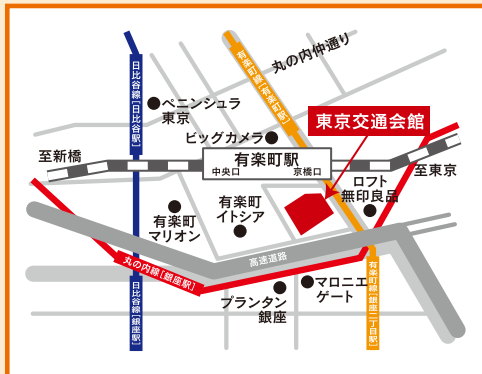 丸の内仲通り
有楽町線[有楽町駅]
日比谷線[日比谷駅]
ペニンシュラ
東京
ビッグカメラ
東京交通会館
至新橋
有楽町駅
中央口
京橋口
至東京
ロフト
無印良品
有楽町
マリオン
有楽町
イトシア
高速道路
丸の内線[銀座駅]
日比谷線[銀座駅]
プランタン
銀座
マロニエ
ゲート
有楽町線[銀座一丁目駅]